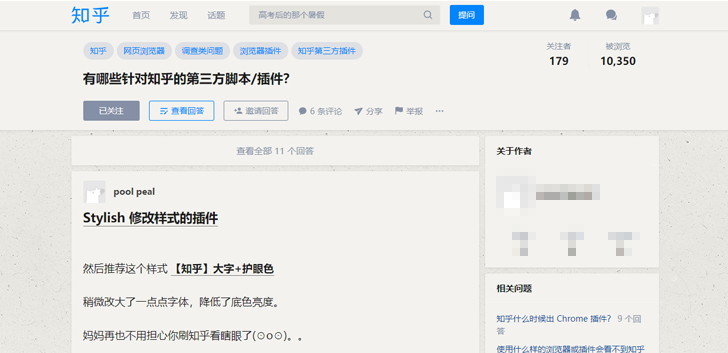 知乎 首页 发现 话题 高考后的那个暑假 提问
知乎 网页浏览器 调查类问题 浏览器插件 知乎第三方插件
关注者 被浏览
179 10,350
有哪些针对知乎的第三方脚本/插件？
已关注 查看回答 邀请回答 6 条评论 分享 举报 ···
查看全部 11 个回答
pool peal
Stylish 修改样式的插件
然后推荐这个样式 【知乎】大字+护眼色
稍微改大了一点点字体，降低了底色亮度。
妈妈再也不用担心你刷知乎看瞎眼了(⊙o⊙)。。
关于作者
相关问题
知乎什么时候出 Chrome 插件？ 9 个回
答
使用什么样的浏览器或插件会看不到知乎